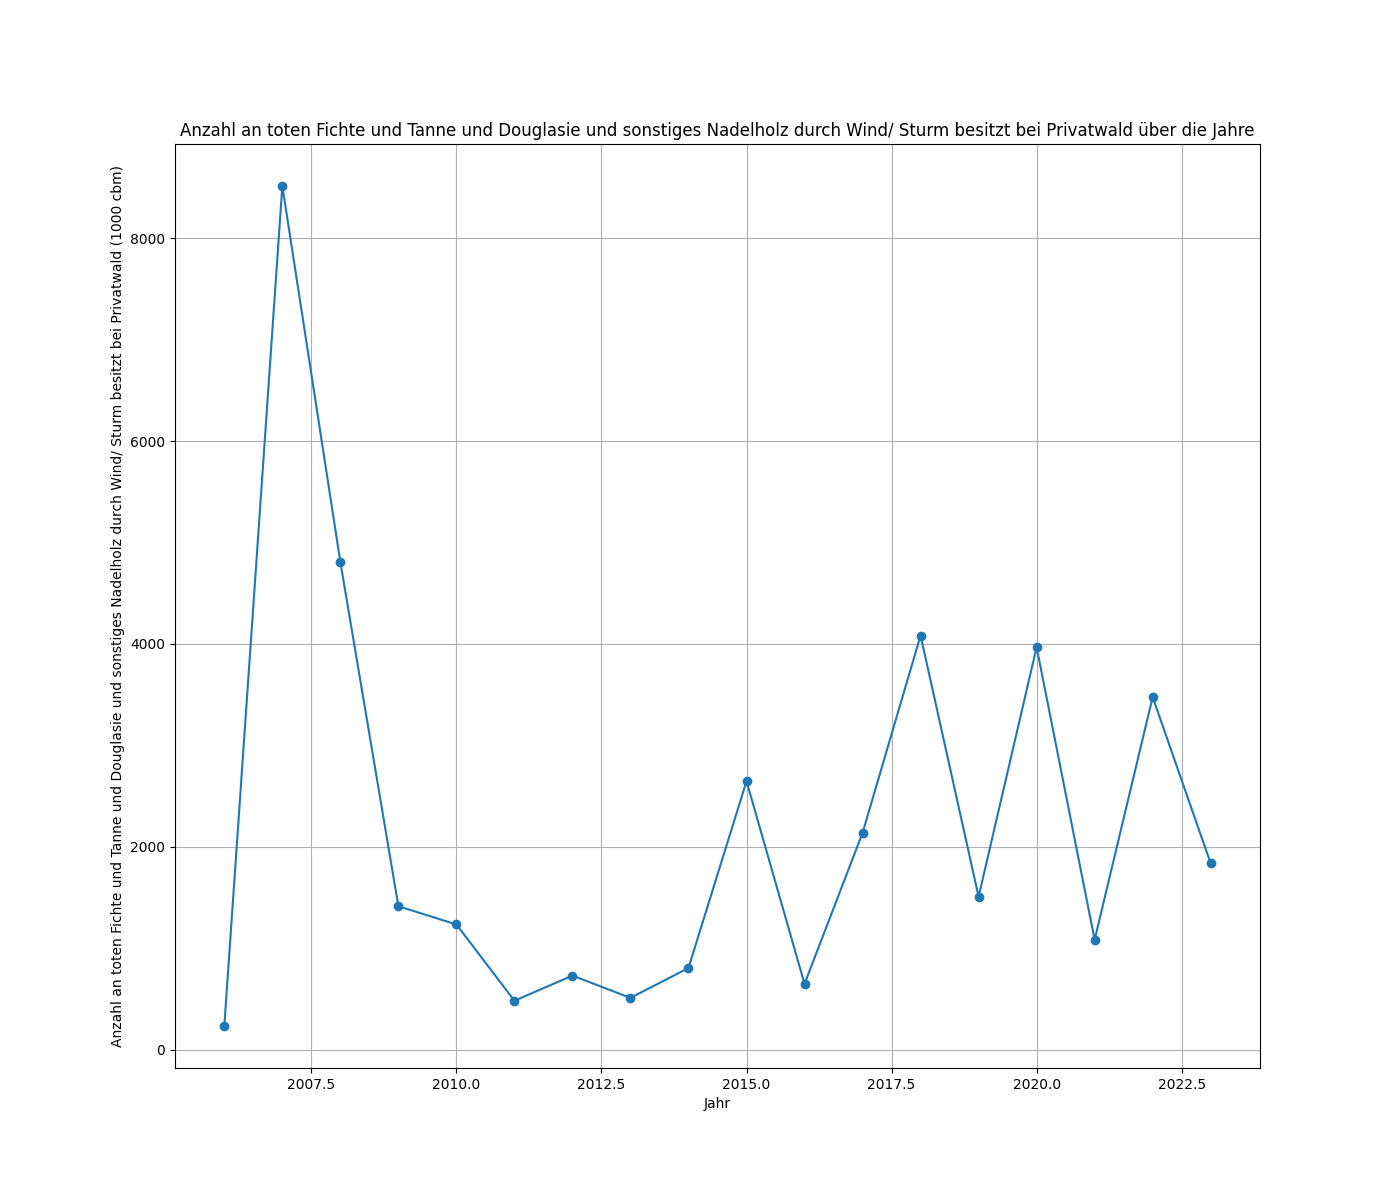 Anzahl an toten Fichte und Tanne und Douglasie und sonstiges Nadelholz durch Wind/ Sturm besitzt bei Privatwald über die Jahre
Anzahl an toten Fichte und Tanne und Douglasie und sonstiges Nadelholz durch Wind/ Sturm besitzt bei Privatwald (1000 cbm)
8000
6000
4000
2000
0
2007.5 2010.0 2012.5 2015.0 2017.5 2020.0 2022.5
Jahr